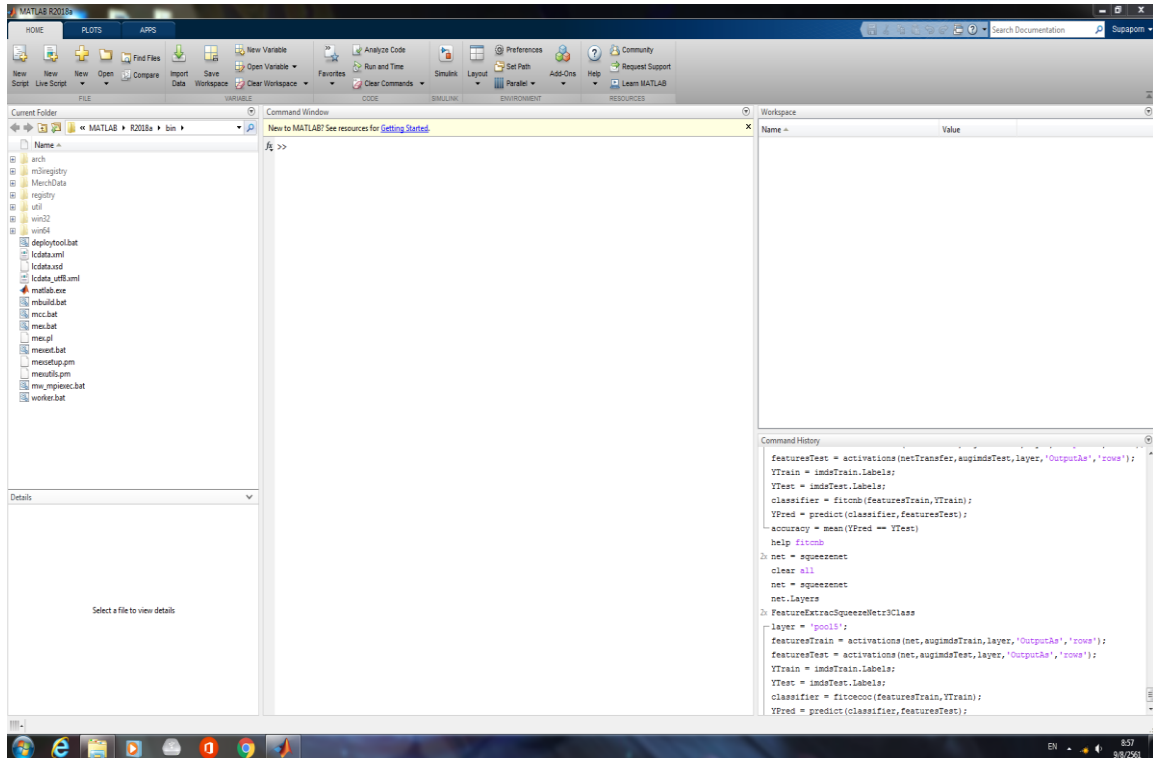 MATLAB R2018a
HOME PLOTS APPS
Search Documentation Supaporn
New Script
New Live Script
New
Open
Find Files
Compare
Import Data
Save Workspace
New Variable
Open Variable
Clear Workspace
Favorites
Analyze Code
Run and Time
Clear Commands
Simulink
Layout
Preferences
Set Path
Parallel
Add-Ons
Help
Community
Request Support
Learn MATLAB
FILE VARIABLE CODE SIMULINK ENVIRONMENT RESOURCES
Current Folder
« MATLAB R2018a bin
Name
arch
m3iregistry
MerchData
registry
util
win32
win64
deploytool.bat
lcdata.xml
lcdata.xsd
lcdata_utf8.xml
matlab.exe
mbuild.bat
mcc.bat
mex.bat
mex.pl
mexext.bat
mexsetup.pm
mexutils.pm
mw_mpiexec.bat
worker.bat
Details
Select a file to view details
Command Window
New to MATLAB? See resources for Getting Started.
fx >>
Workspace
Name Value
Command History
featuresTest = activations(netTransfer,augimdsTest,layer,'OutputAs','rows');
YTrain = imdsTrain.Labels;
YTest = imdsTest.Labels;
classifier = fitcnb(featuresTrain,YTrain);
YPred = predict(classifier,featuresTest);
accuracy = mean(YPred == YTest)
help fitcnb
2x net = squeezenet
clear all
net = squeezenet
net.Layers
2x FeatureExtracSqueezeNetr3Class
layer = 'pool5';
featuresTrain = activations(net,augimdsTrain,layer,'OutputAs','rows');
featuresTest = activations(net,augimdsTest,layer,'OutputAs','rows');
YTrain = imdsTrain.Labels;
YTest = imdsTest.Labels;
classifier = fitcecoc(featuresTrain,YTrain);
YPred = predict(classifier,featuresTest);
EN
8:57
9/8/2561